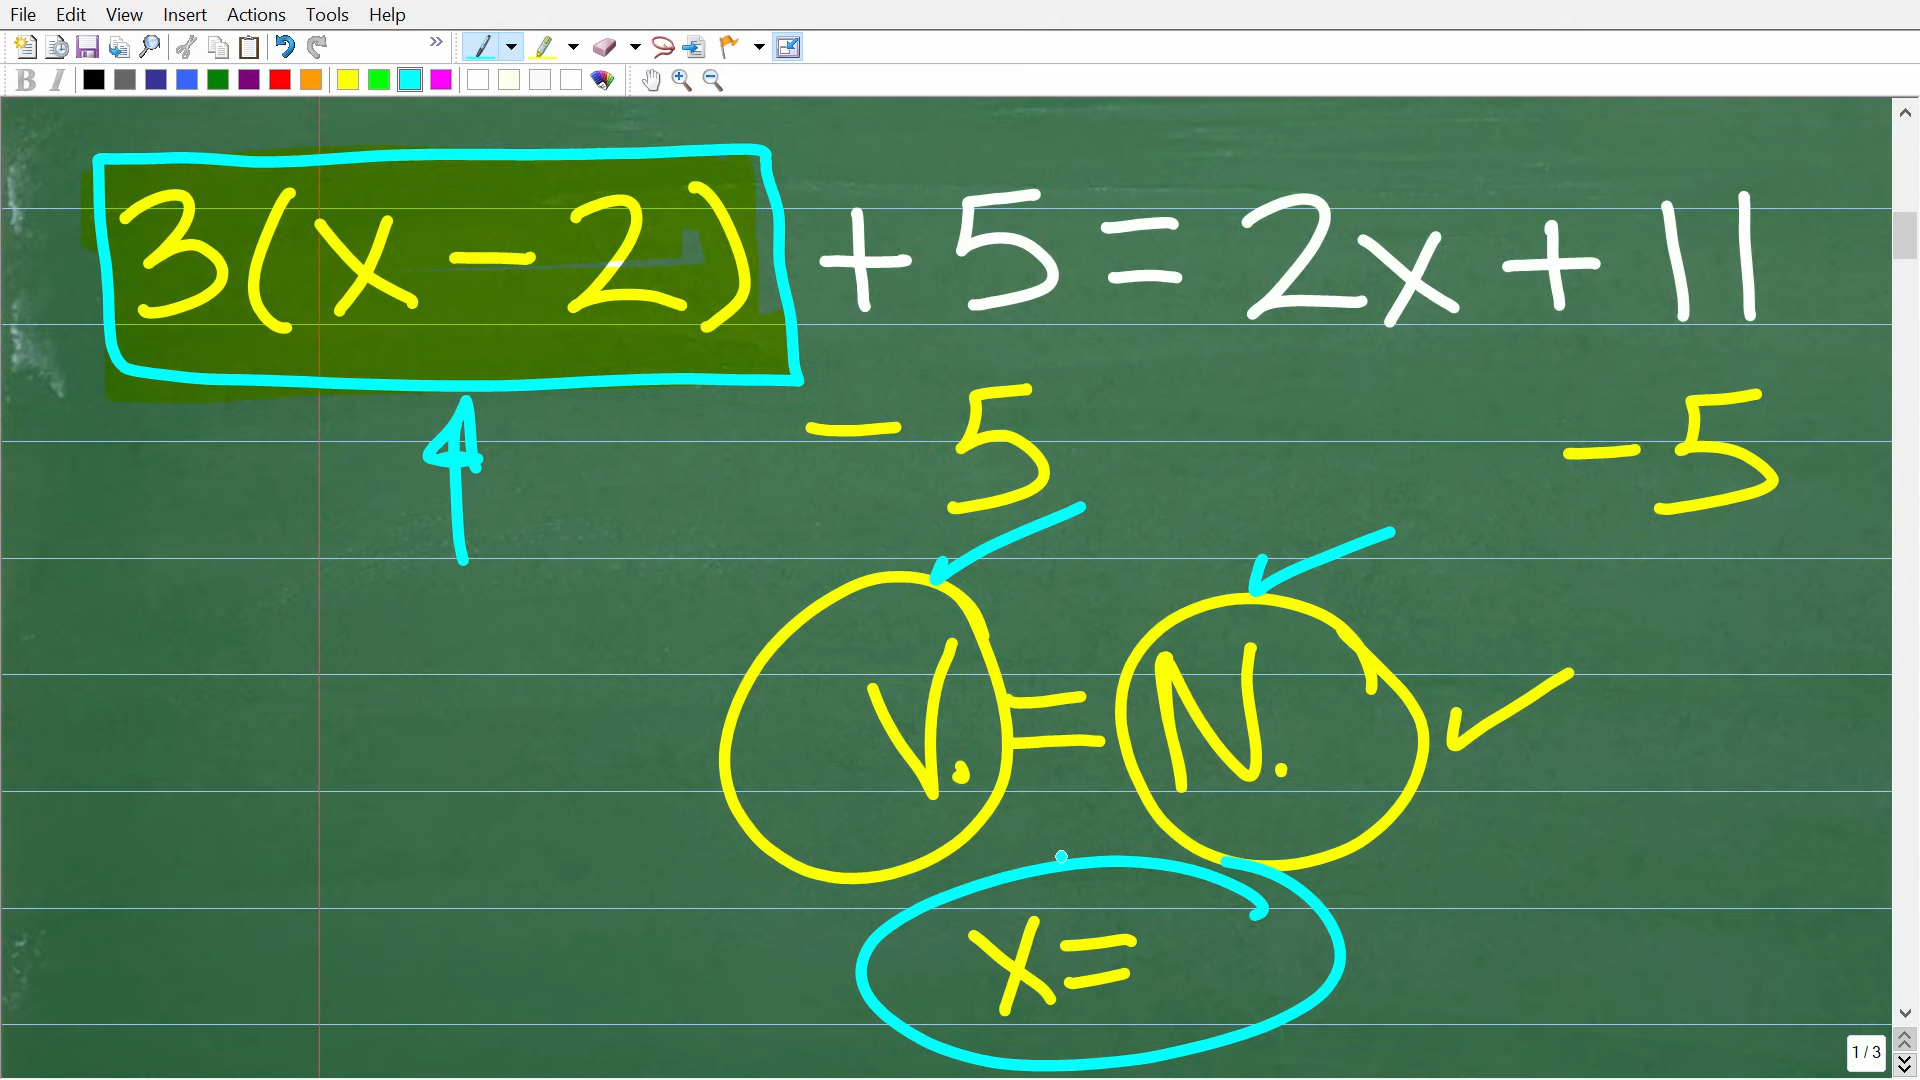 File Edit View Insert Actions Tools Help
B I
3(x-2) + 5 = 2x + 11
- 5 - 5
V. = N.
x=
1 / 3